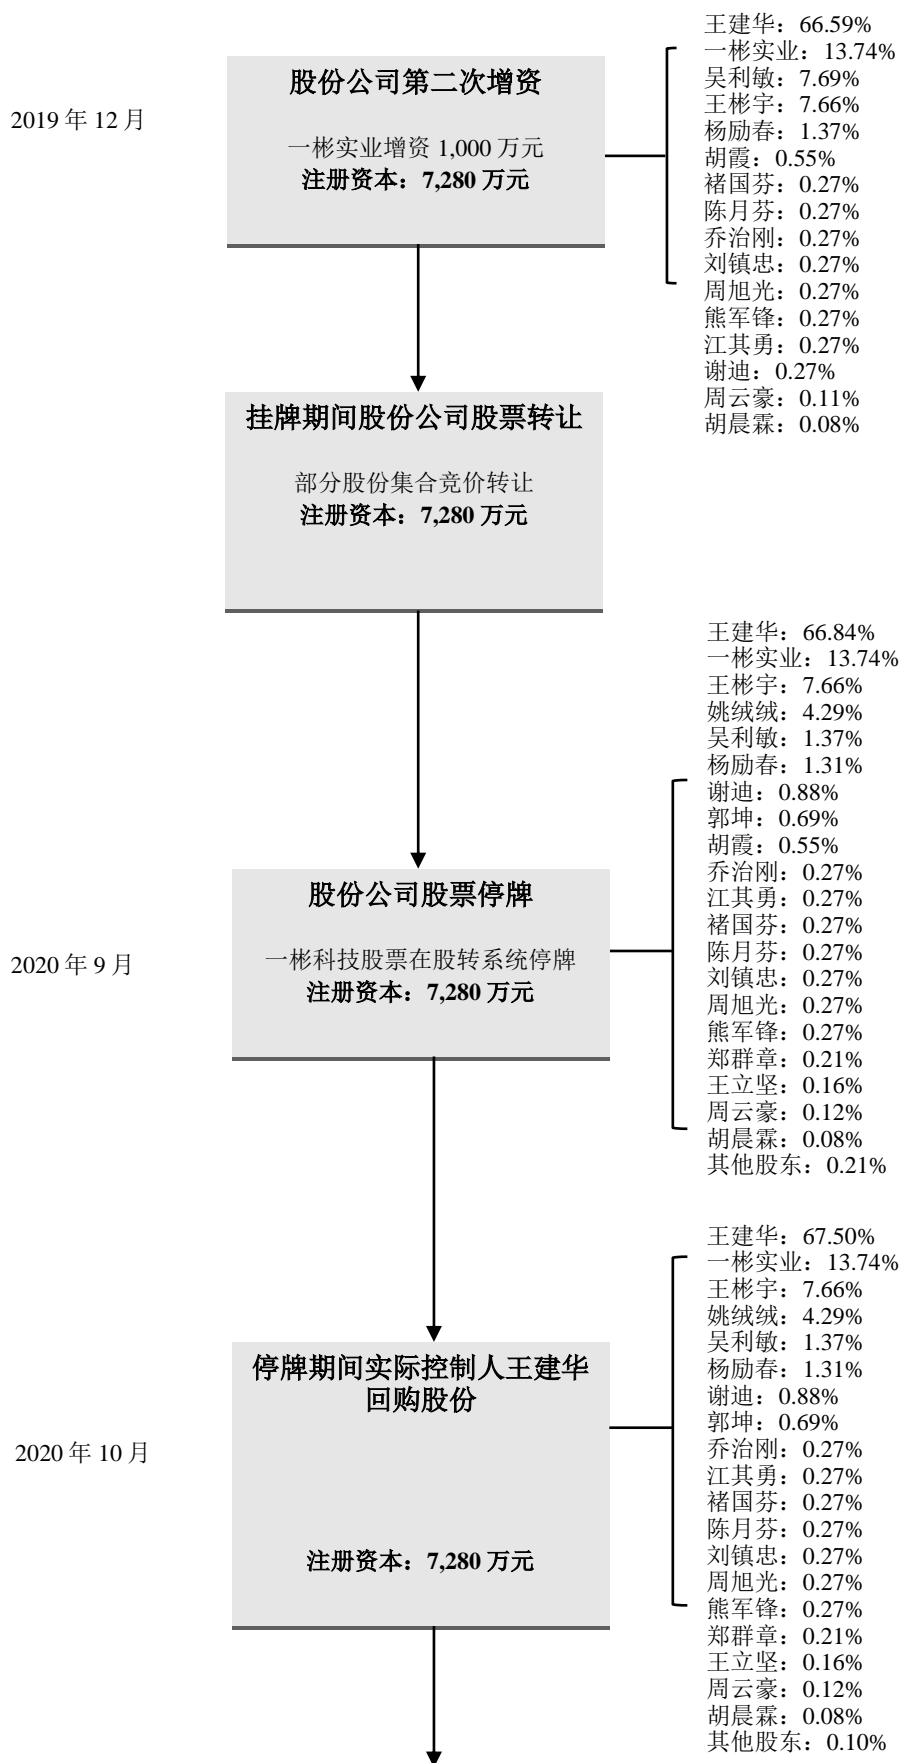 2019 年 12 月
股份公司第二次增资
一彬实业增资 1,000 万元
注册资本：7,280 万元
王建华：66.59%
一彬实业：13.74%
吴利敏：7.69%
王彬宇：7.66%
杨励春：1.37%
胡霞：0.55%
褚国芬：0.27%
陈月芬：0.27%
乔治刚：0.27%
刘镇忠：0.27%
周旭光：0.27%
熊军锋：0.27%
江其勇：0.27%
谢迪：0.27%
周云豪：0.11%
胡晨霖：0.08%
挂牌期间股份公司股票转让
部分股份集合竞价转让
注册资本：7,280 万元
2020 年 9 月
股份公司股票停牌
一彬科技股票在股转系统停牌
注册资本：7,280 万元
王建华：66.84%
一彬实业：13.74%
王彬宇：7.66%
姚绒绒：4.29%
吴利敏：1.37%
杨励春：1.31%
谢迪：0.88%
郭坤：0.69%
胡霞：0.55%
乔治刚：0.27%
江其勇：0.27%
褚国芬：0.27%
陈月芬：0.27%
刘镇忠：0.27%
周旭光：0.27%
熊军锋：0.27%
郑群章：0.21%
王立坚：0.16%
周云豪：0.12%
胡晨霖：0.08%
其他股东：0.21%
2020 年 10 月
停牌期间实际控制人王建华
回购股份
注册资本：7,280 万元
王建华：67.50%
一彬实业：13.74%
王彬宇：7.66%
姚绒绒：4.29%
吴利敏：1.37%
杨励春：1.31%
谢迪：0.88%
郭坤：0.69%
乔治刚：0.27%
江其勇：0.27%
褚国芬：0.27%
陈月芬：0.27%
刘镇忠：0.27%
周旭光：0.27%
熊军锋：0.27%
郑群章：0.21%
王立坚：0.16%
周云豪：0.12%
胡晨霖：0.08%
其他股东：0.10%